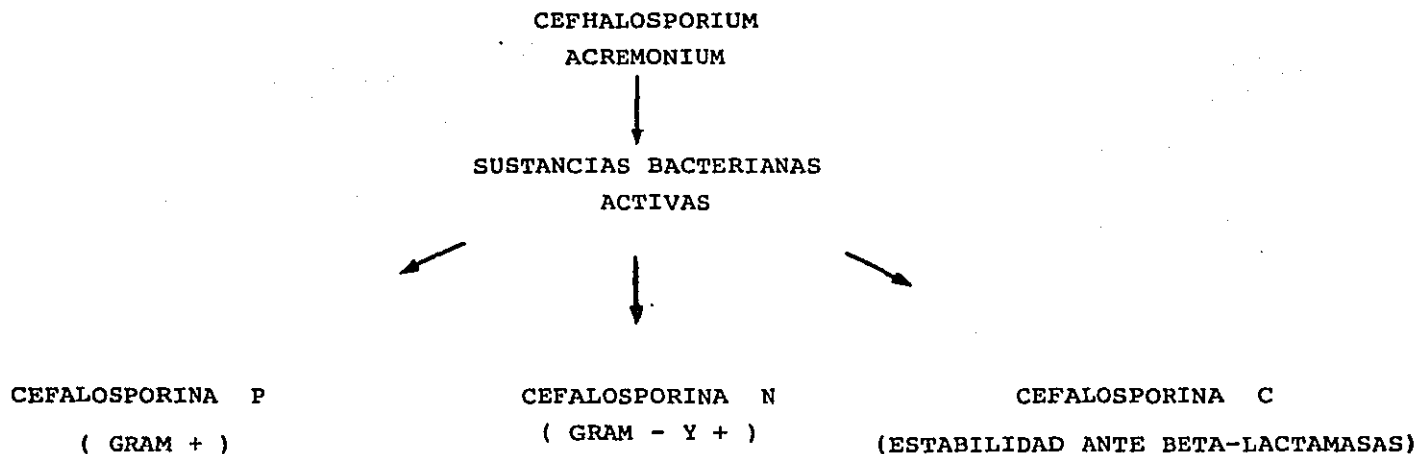 CEFHALOSPORIUM
ACREMONIUM
SUSTANCIAS BACTERIANAS
ACTIVAS
CEFALOSPORINA P
( GRAM + )
CEFALOSPORINA N
( GRAM - Y + )
CEFALOSPORINA C
(ESTABILIDAD ANTE BETA-LACTAMASAS)